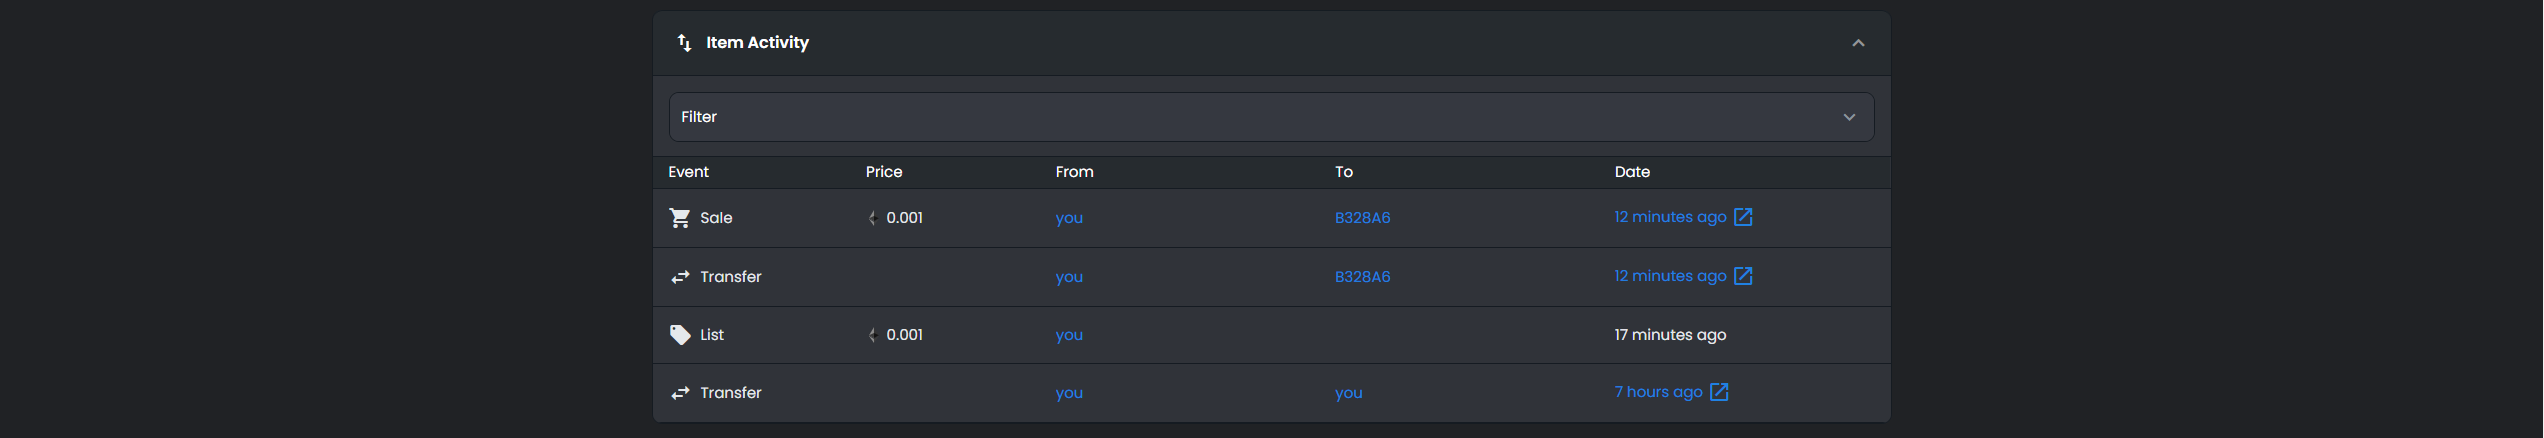 Item Activity
Filter
Event Price From To Date
Sale 0.001 you B328A6 12 minutes ago
Transfer you B328A6 12 minutes ago
List 0.001 you 17 minutes ago
Transfer you you 7 hours ago